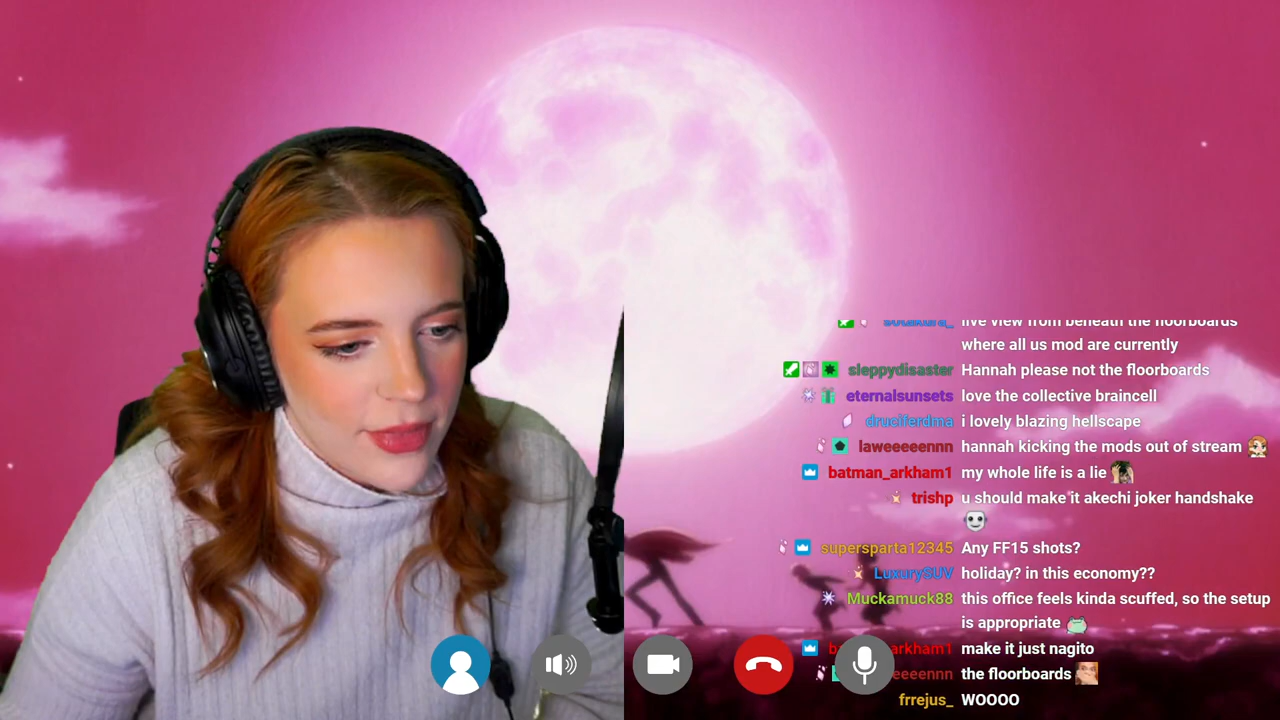 live view from beneath the floorboards
where all us mod are currently
sleppydisaster Hannah please not the floorboards
eternalsunsets love the collective braincell
druciferdma i lovely blazing hellscape
laweeeeennn hannah kicking the mods out of stream
batman_arkham1 my whole life is a lie
trishp u should make it akechi joker handshake
supersparta12345 Any FF15 shots?
LuxurySUV holiday? in this economy??
Muckamuck88 this office feels kinda scuffed, so the setup
is appropriate
arkham1 make it just nagito
eeeennn the floorboards
frrejus_ WOOOO